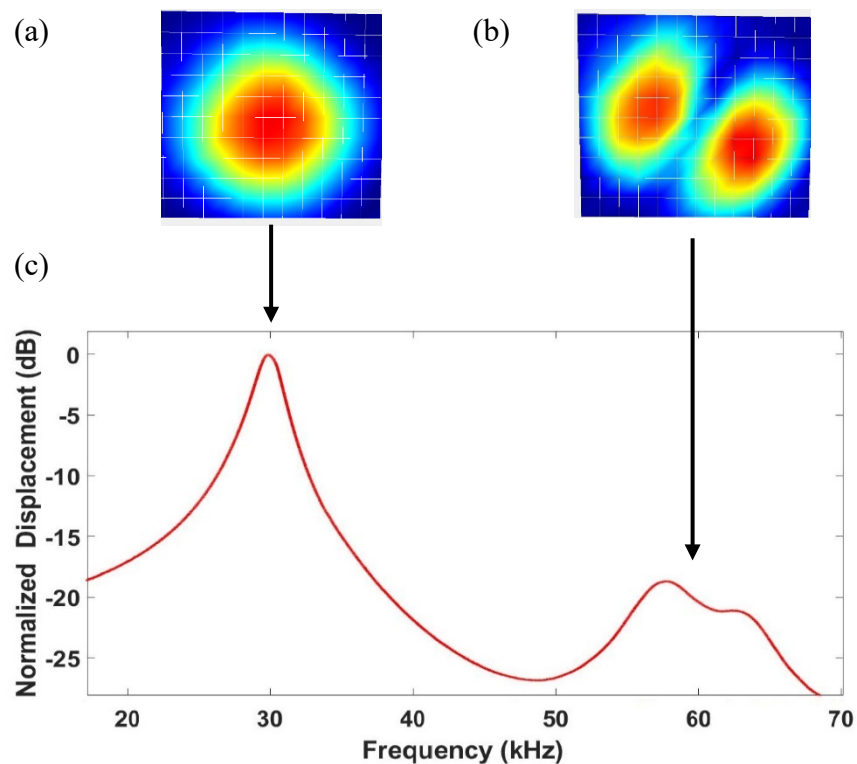 (a)
(b)
(c)
Normalized Displacement (dB)
0
-5
-10
-15
-20
-25
20 30 40 50 60 70
Frequency (kHz)